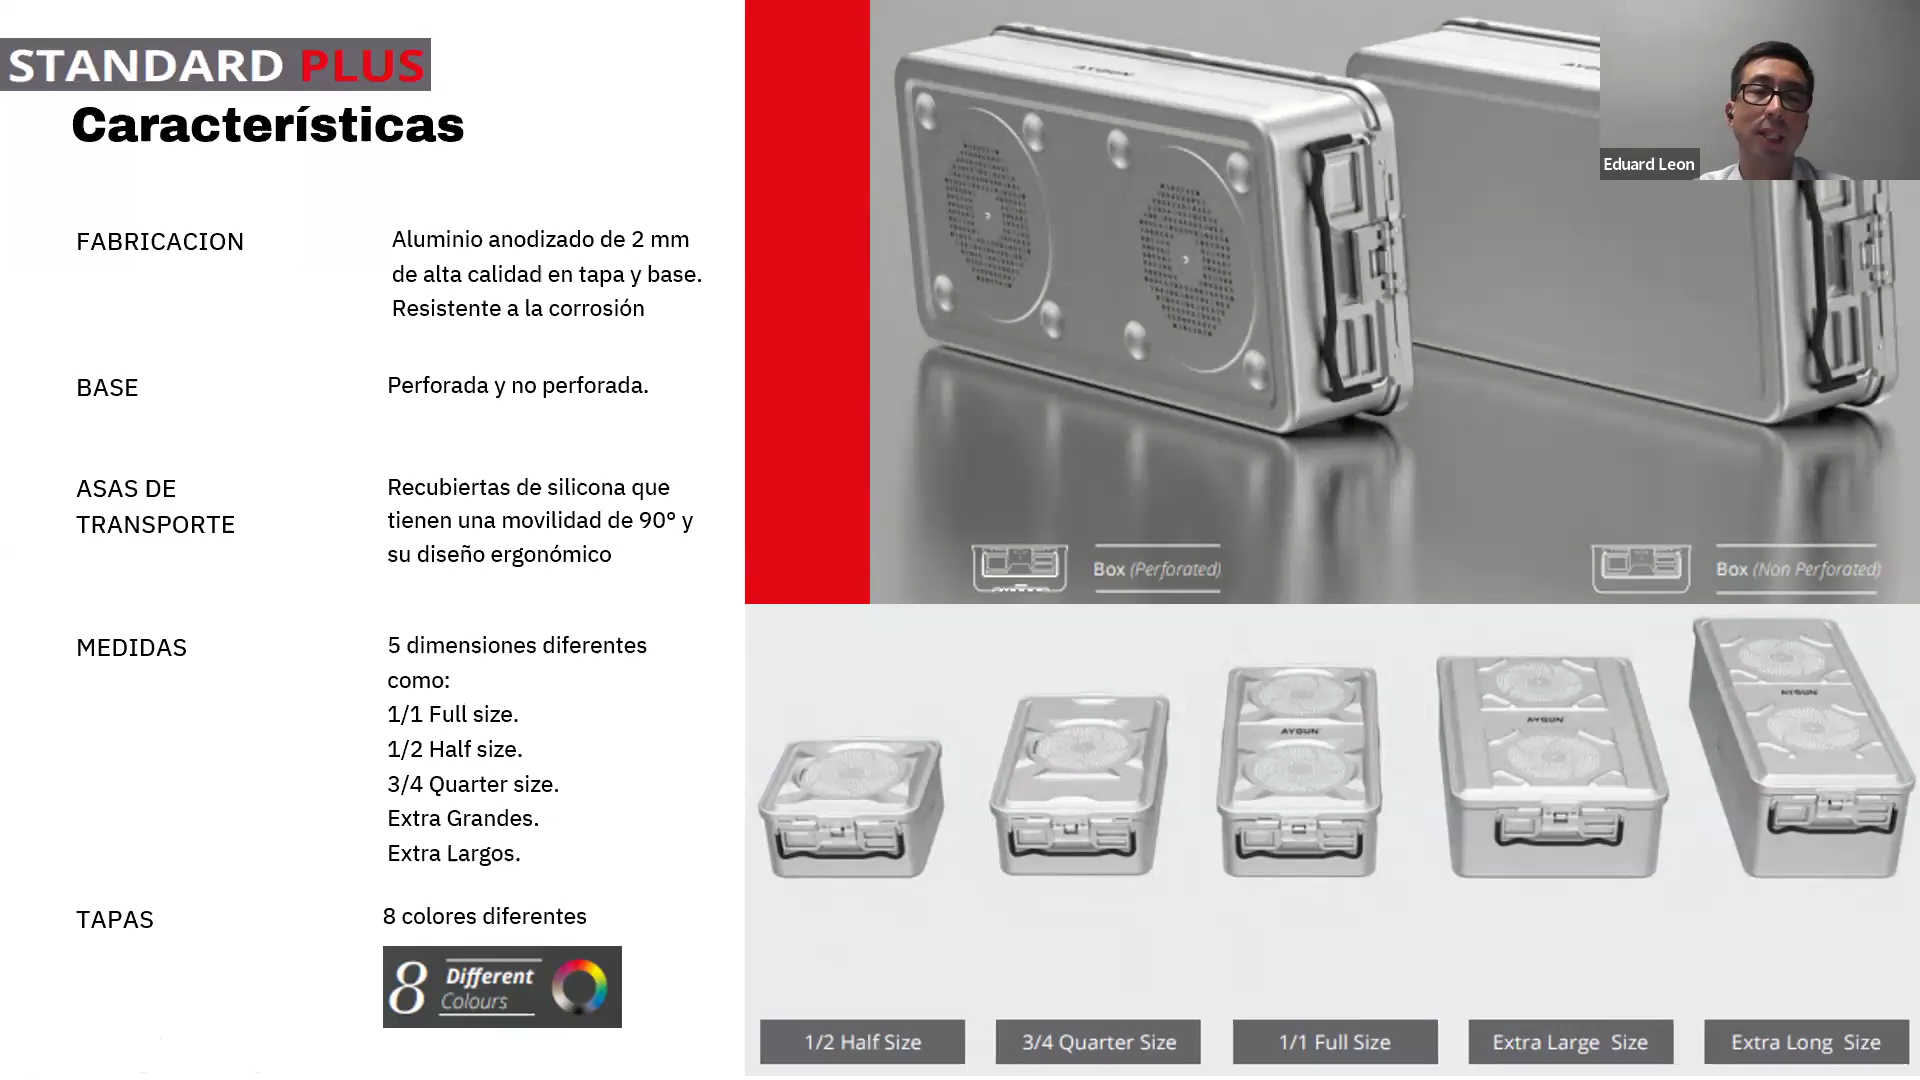 STANDARD PLUS
Características
FABRICACION
Aluminio anodizado de 2 mm
de alta calidad en tapa y base.
Resistente a la corrosión
BASE
Perforada y no perforada.
ASAS DE
TRANSPORTE
Recubiertas de silicona que
tienen una movilidad de 90° y
su diseño ergonómico
MEDIDAS
5 dimensiones diferentes
como:
1/1 Full size.
1/2 Half size.
3/4 Quarter size.
Extra Grandes.
Extra Largos.
TAPAS
8 colores diferentes
8 Different
Colours
AYGUN
Eduard Leon
Box (Perforated)
Box (Non Perforated)
AYGUN
AYGUN
AYGUN
1/2 Half Size
3/4 Quarter Size
1/1 Full Size
Extra Large Size
Extra Long Size